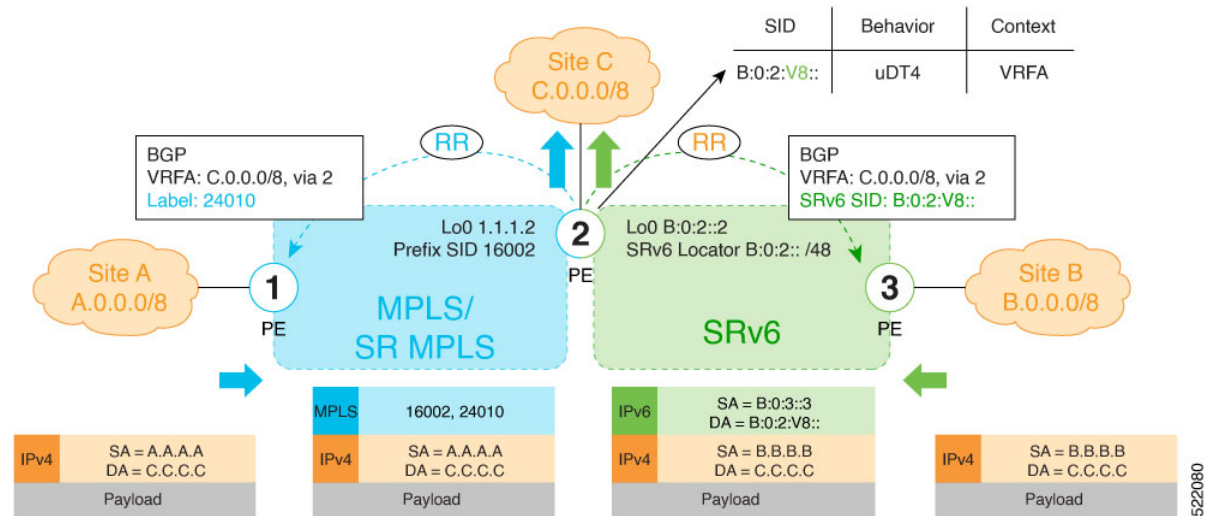 SID Behavior Context
B:0:2:V8:: uDT4 VRFA
Site C
C.0.0.0/8
RR
RR
BGP
VRFA: C.0.0.0/8, via 2
Label: 24010
BGP
VRFA: C.0.0.0/8, via 2
SRv6 SID: B:0:2:V8::
Lo0 1.1.1.2
Prefix SID 16002
2
PE
Lo0 B:0:2::2
SRv6 Locator B:0:2:: /48
Site A
A.0.0.0/8
1
PE
MPLS/
SR MPLS
SRv6
3
PE
Site B
B.0.0.0/8
MPLS 16002, 24010
IPv6 SA = B:0:3::3
DA = B:0:2:V8::
IPv4 SA = A.A.A.A
DA = C.C.C.C
Payload
IPv4 SA = A.A.A.A
DA = C.C.C.C
Payload
IPv4 SA = B.B.B.B
DA = C.C.C.C
Payload
IPv4 SA = B.B.B.B
DA = C.C.C.C
Payload
522080